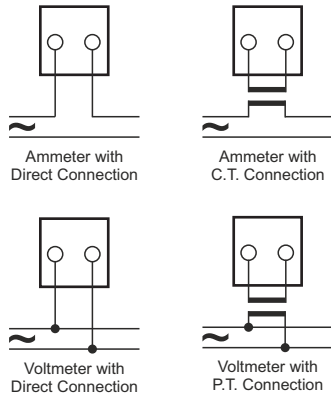 Ammeter with
Direct Connection
Ammeter with
C.T. Connection
Voltmeter with
Direct Connection
Voltmeter with
P.T. Connection